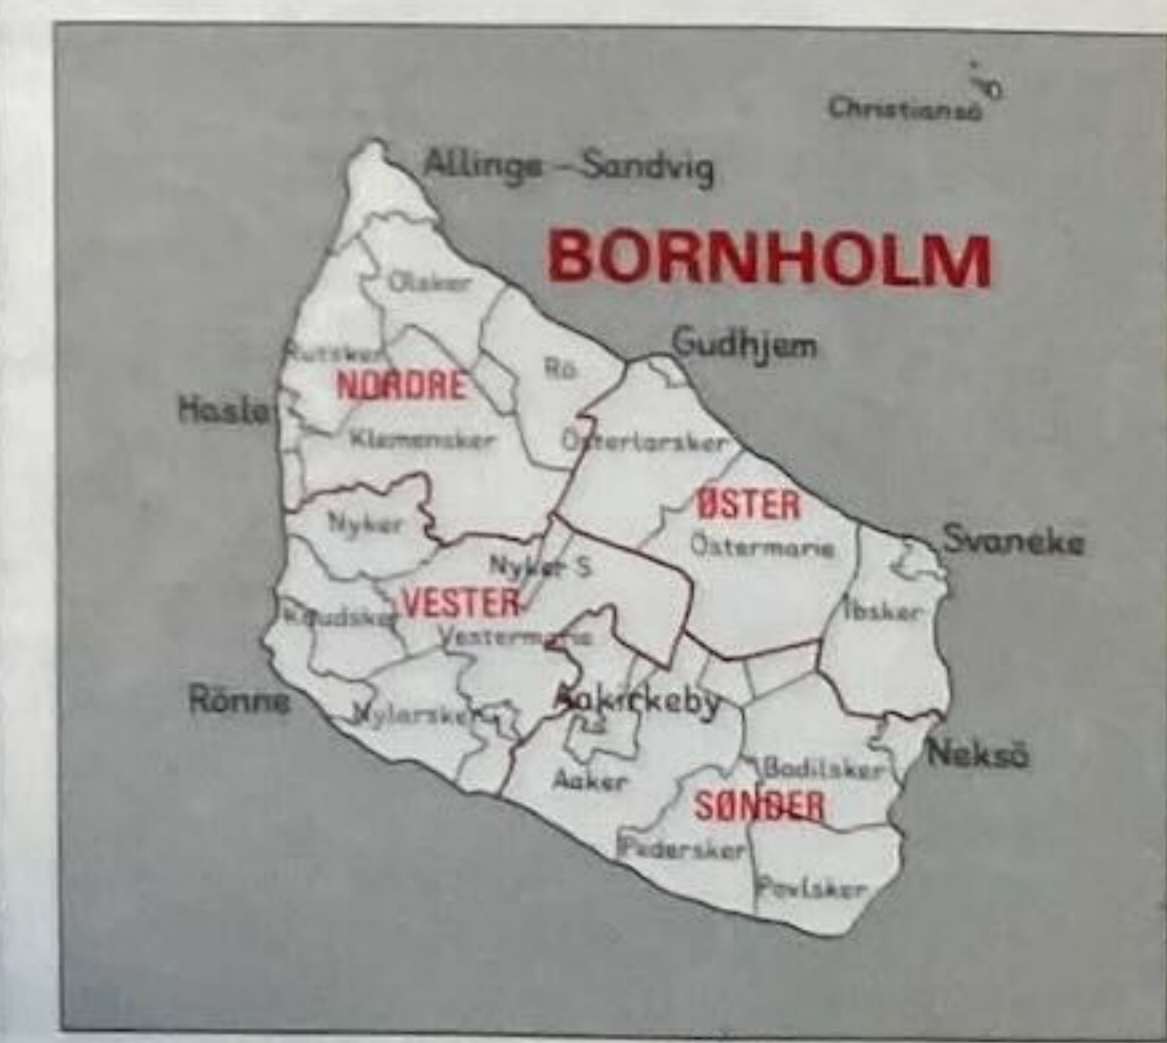 Christiansö
Allinge-Sandvig
BORNHOLM
Olsker
Gudhjem
Rutsker
Rö
NORDRE
Hasle
Klemensker
Österlarsker
ØSTER
Nyker
Svaneke
Östermarie
Nyker S
VESTER
Ibsker
Knudsker
Vestermarie
Rönne
Aakirkeby
Nylarsker
Neksö
Bodilsker
Aaker
SØNDER
Pedersker
Povlsker